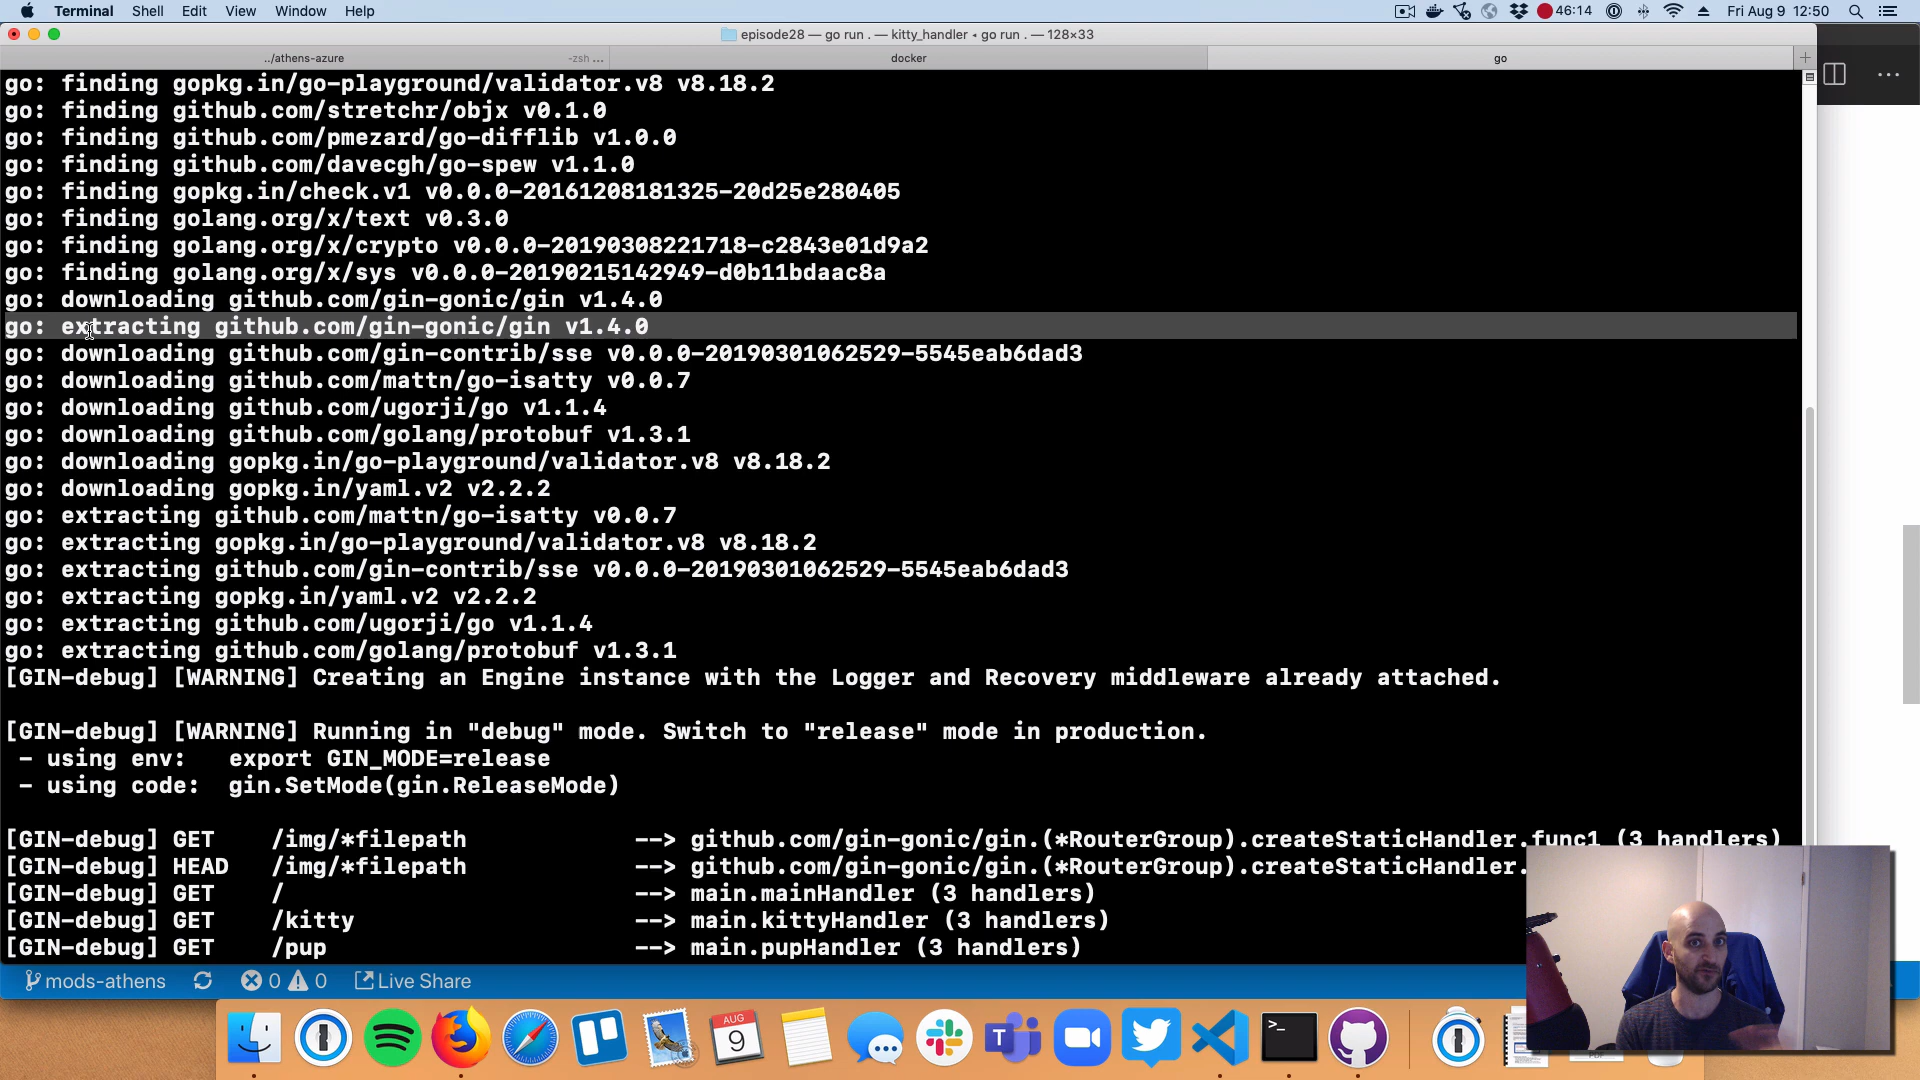 Terminal Shell Edit View Window Help 46:14 Fri Aug 9 12:50
episode28 — go run . — kitty_handler ◂ go run . — 128×33
../athens-azure -zsh ... docker go
go: finding gopkg.in/go-playground/validator.v8 v8.18.2
go: finding github.com/stretchr/objx v0.1.0
go: finding github.com/pmezard/go-difflib v1.0.0
go: finding github.com/davecgh/go-spew v1.1.0
go: finding gopkg.in/check.v1 v0.0.0-20161208181325-20d25e280405
go: finding golang.org/x/text v0.3.0
go: finding golang.org/x/crypto v0.0.0-20190308221718-c2843e01d9a2
go: finding golang.org/x/sys v0.0.0-20190215142949-d0b11bdaac8a
go: downloading github.com/gin-gonic/gin v1.4.0
go: extracting github.com/gin-gonic/gin v1.4.0
go: downloading github.com/gin-contrib/sse v0.0.0-20190301062529-5545eab6dad3
go: downloading github.com/mattn/go-isatty v0.0.7
go: downloading github.com/ugorji/go v1.1.4
go: downloading github.com/golang/protobuf v1.3.1
go: downloading gopkg.in/go-playground/validator.v8 v8.18.2
go: downloading gopkg.in/yaml.v2 v2.2.2
go: extracting github.com/mattn/go-isatty v0.0.7
go: extracting gopkg.in/go-playground/validator.v8 v8.18.2
go: extracting github.com/gin-contrib/sse v0.0.0-20190301062529-5545eab6dad3
go: extracting gopkg.in/yaml.v2 v2.2.2
go: extracting github.com/ugorji/go v1.1.4
go: extracting github.com/golang/protobuf v1.3.1
[GIN-debug] [WARNING] Creating an Engine instance with the Logger and Recovery middleware already attached.
[GIN-debug] [WARNING] Running in "debug" mode. Switch to "release" mode in production.
- using env: export GIN_MODE=release
- using code: gin.SetMode(gin.ReleaseMode)
[GIN-debug] GET /img/*filepath --> github.com/gin-gonic/gin.(*RouterGroup).createStaticHandler.func1 (3 handlers)
[GIN-debug] HEAD /img/*filepath --> github.com/gin-gonic/gin.(*RouterGroup).createStaticHandler.
[GIN-debug] GET / --> main.mainHandler (3 handlers)
[GIN-debug] GET /kitty --> main.kittyHandler (3 handlers)
[GIN-debug] GET /pup --> main.pupHandler (3 handlers)
mods-athens 0 0 Live Share
AUG
9